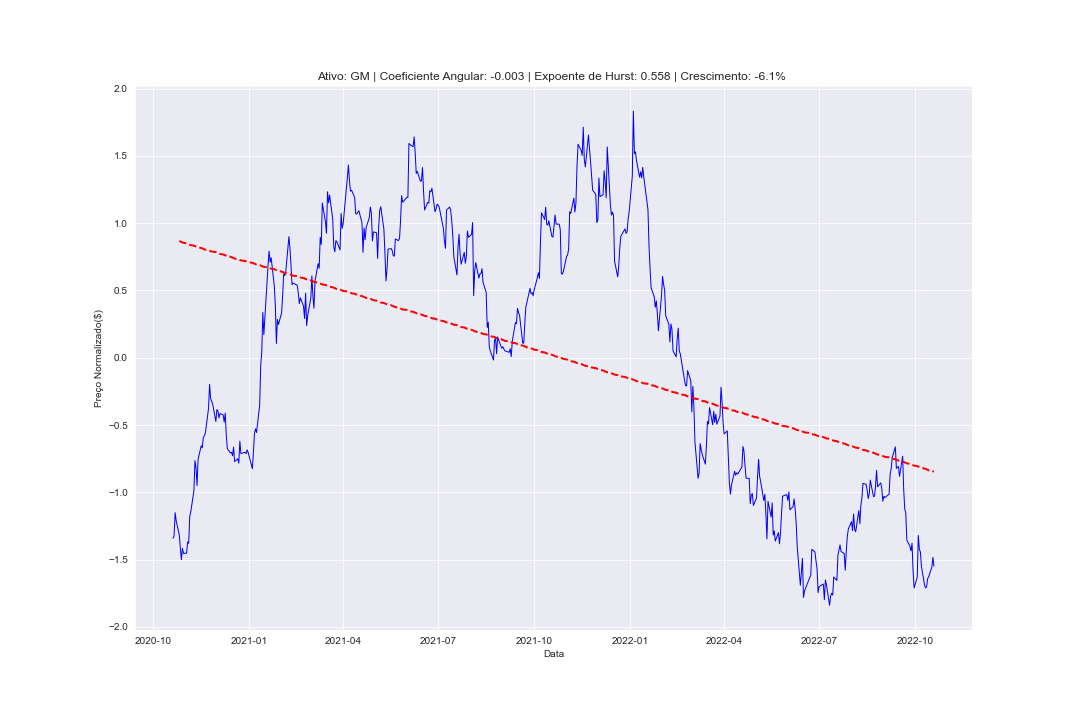 Ativo: GM | Coeficiente Angular: -0.003 | Expoente de Hurst: 0.558 | Crescimento: -6.1%
2.0
1.5
1.0
0.5
0.0
−0.5
−1.0
−1.5
−2.0
Preço Normalizado($)
2020-10 2021-01 2021-04 2021-07 2021-10 2022-01 2022-04 2022-07 2022-10
Data